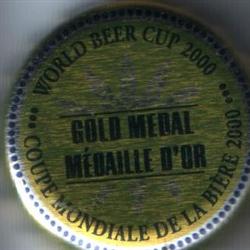 WORLD BEER CUP 2000
GOLD MEDAL
MÉDAILLE D'OR
COUPE MONDIALE DE LA BIÈRE 2000